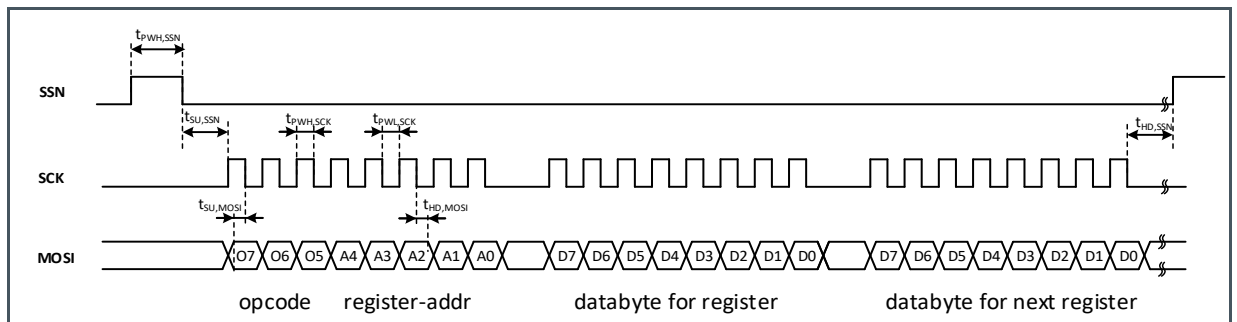 tPWH,SSN
SSN
tSU,SSN
tPWH,SCK
tPWL,SCK
tHD,SSN
SCK
tSU,MOSI
tHD,MOSI
MOSI O7 O6 O5 A4 A3 A2 A1 A0 D7 D6 D5 D4 D3 D2 D1 D0 D7 D6 D5 D4 D3 D2 D1 D0
opcode register-addr databyte for register databyte for next register